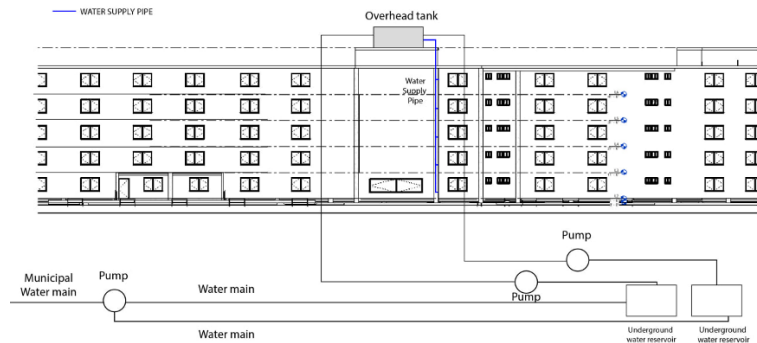 WATER SUPPLY PIPE
Overhead tank
Water
Supply
Pipe
Pump
Municipal
Water main
Pump
Water main
Pump
Water main
Underground
water reservoir
Underground
water reservoir